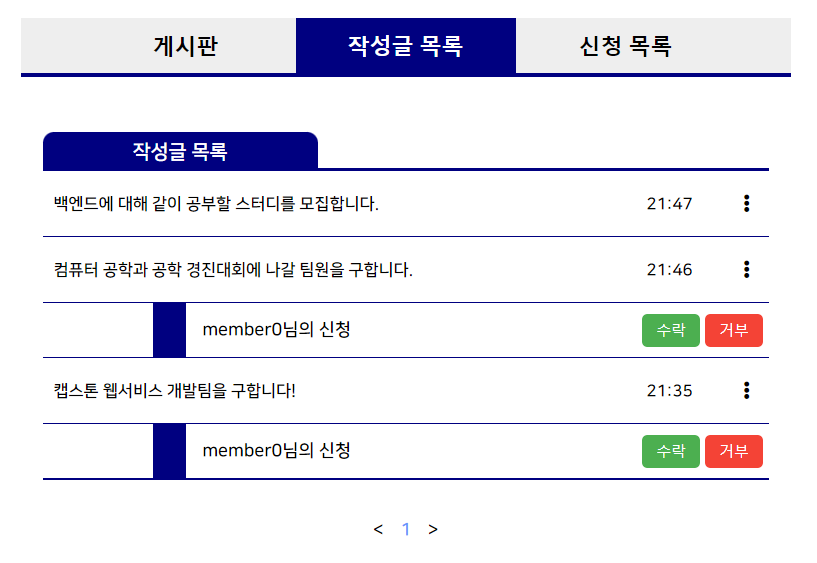 게시판 작성글 목록 신청 목록
작성글 목록
백엔드에 대해 같이 공부할 스터디를 모집합니다. 21:47
컴퓨터 공학과 공학 경진대회에 나갈 팀원을 구합니다. 21:46
member0님의 신청 수락 거부
캡스톤 웹서비스 개발팀을 구합니다! 21:35
member0님의 신청 수락 거부
< 1 >